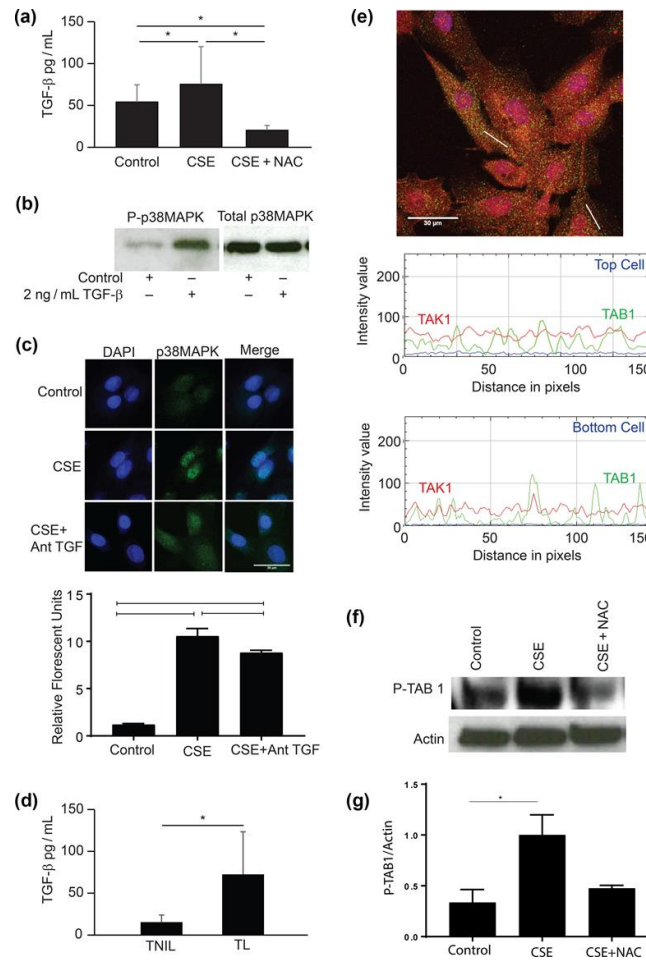 (a)
TGF-β pg / mL
150
100
50
0
*
* *
Control CSE CSE + NAC
(b)
P-p38MAPK Total p38MAPK
Control + – + –
2 ng / mL TGF-β – + – +
(c)
DAPI p38MAPK Merge
Control
CSE
CSE+
Ant TGF
Relative Florescent Units
15
10
5
0
Control CSE CSE+Ant TGF
(d)
TGF-β pg / mL
150
100
50
0
*
TNIL TL
(e)
30 µm
Intensity value
200
100
0
Top Cell
TAK1 TAB1
0 50 100 150
Distance in pixels
Intensity value
200
100
0
Bottom Cell
TAK1 TAB1
0 50 100 150
Distance in pixels
(f)
Control CSE CSE + NAC
P-TAB 1
Actin
(g)
P-TAB1/Actin
1.5
1.0
0.5
0.0
*
Control CSE CSE+NAC